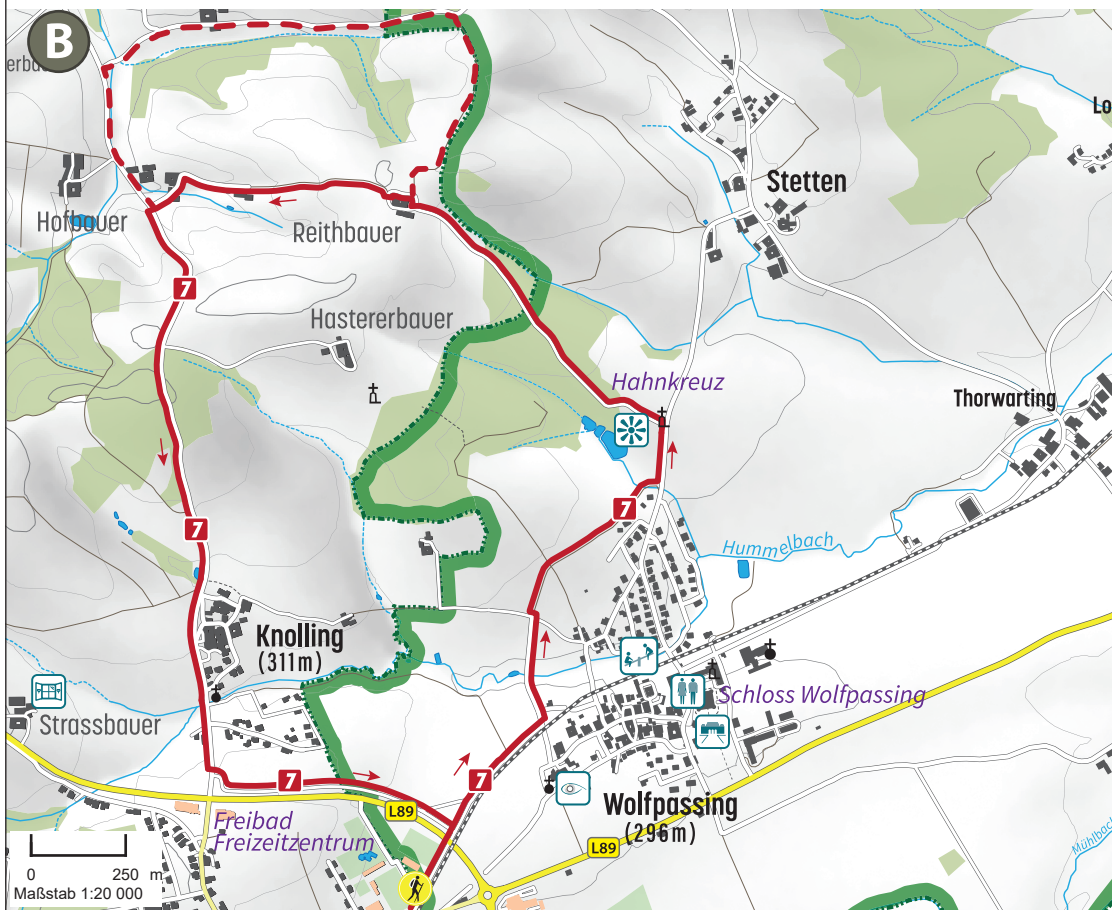 B
erba
Lo
Stetten
Hofbauer
Reithbauer
7
Hastererbauer
Hahnkreuz
Thorwarting
7
7
Hummelbach
Knolling
(311m)
Schloss Wolfpassing
Strassbauer
7
7
Wolfpassing
(296m)
L89
L89
Freibad
Freizeitzentrum
Mühlbach
0 250 m
Maßstab 1:20 000